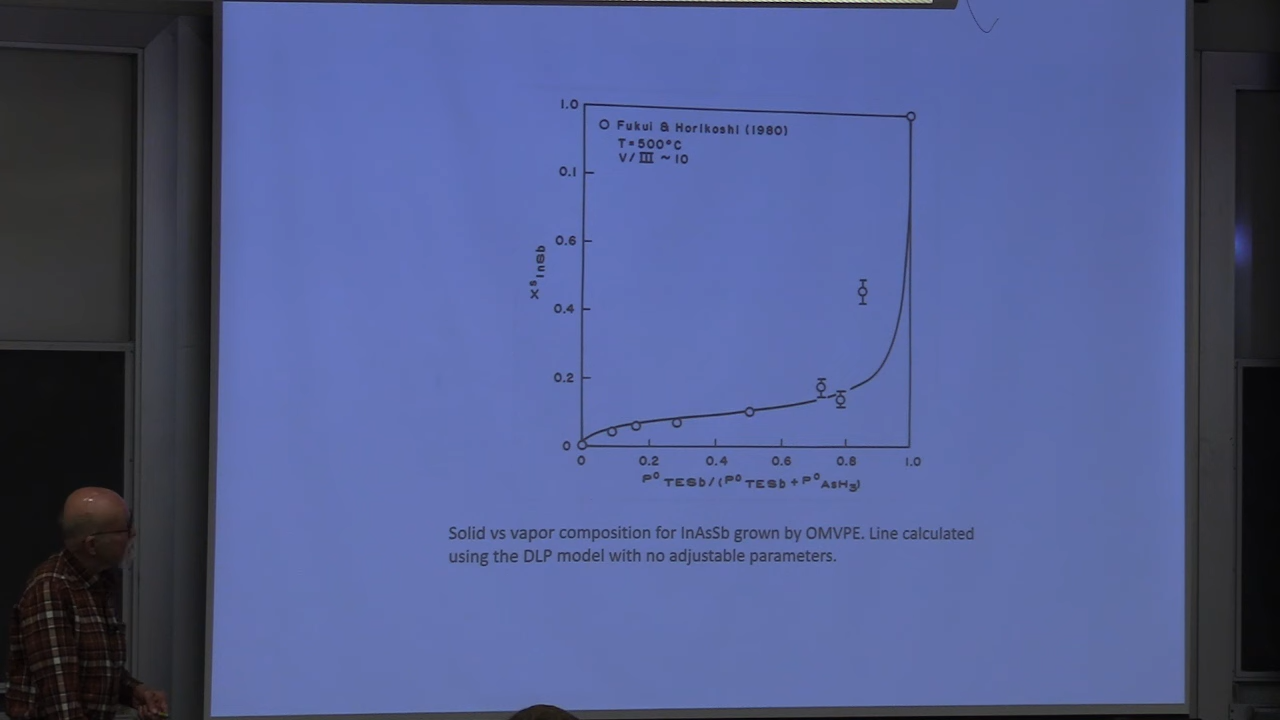 1.0
O Fukui & Horikoshi (1980)
T = 500°C
V/III ~ 10
0.1
0.6
0.4
0.2
0
X^s InSb
0 0.2 0.4 0.6 0.8 1.0
P° TESb/(P° TESb + P° AsH3)
Solid vs vapor composition for InAsSb grown by OMVPE. Line calculated
using the DLP model with no adjustable parameters.